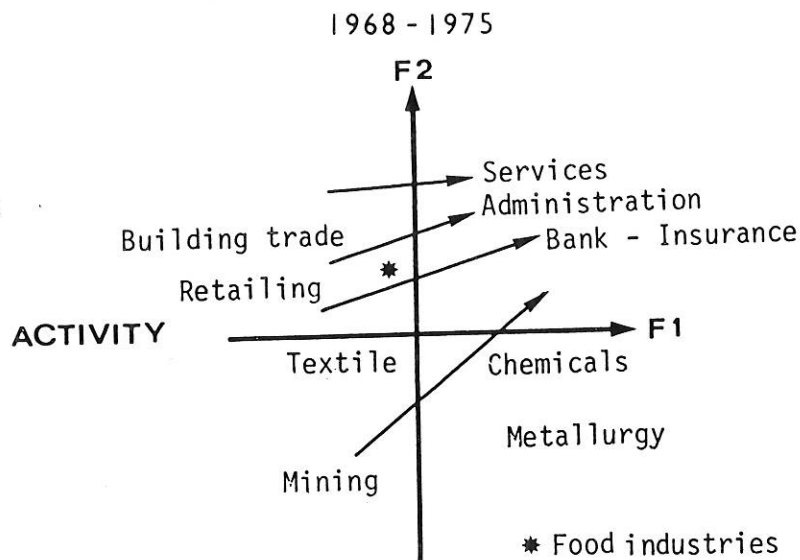 1968-1975
F2
Services
Administration
Building trade
Bank - Insurance
Retailing
ACTIVITY
F1
Textile
Chemicals
Metallurgy
Mining
* Food industries